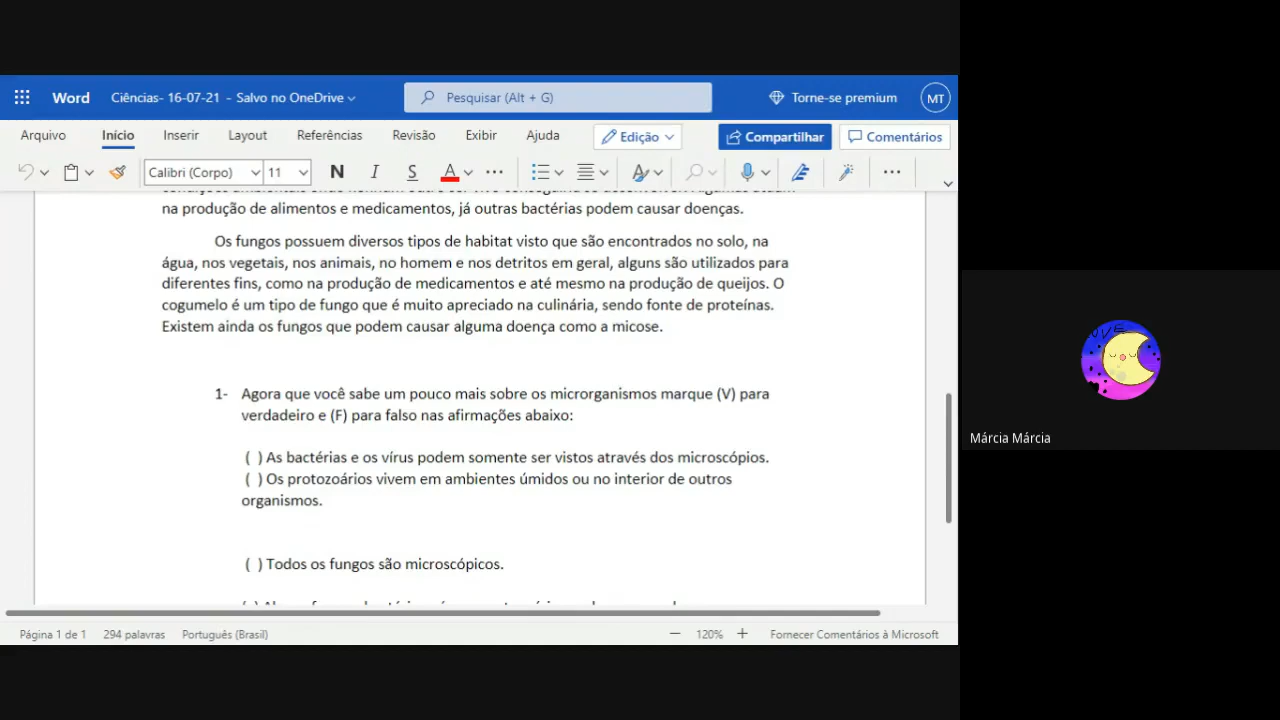 Word Ciências- 16-07-21 - Salvo no OneDrive Pesquisar (Alt + G) Torne-se premium MT
Arquivo Início Inserir Layout Referências Revisão Exibir Ajuda Edição Compartilhar Comentários
Calibri (Corpo) 11 N I S A
na produção de alimentos e medicamentos, já outras bactérias podem causar doenças.
Os fungos possuem diversos tipos de habitat visto que são encontrados no solo, na
água, nos vegetais, nos animais, no homem e nos detritos em geral, alguns são utilizados para
diferentes fins, como na produção de medicamentos e até mesmo na produção de queijos. O
cogumelo é um tipo de fungo que é muito apreciado na culinária, sendo fonte de proteínas.
Existem ainda os fungos que podem causar alguma doença como a micose.
1- Agora que você sabe um pouco mais sobre os microrganismos marque (V) para
verdadeiro e (F) para falso nas afirmações abaixo:
( ) As bactérias e os vírus podem somente ser vistos através dos microscópios.
( ) Os protozoários vivem em ambientes úmidos ou no interior de outros
organismos.
( ) Todos os fungos são microscópicos.
Página 1 de 1 294 palavras Português (Brasil) 120% Fornecer Comentários à Microsoft
Márcia Márcia